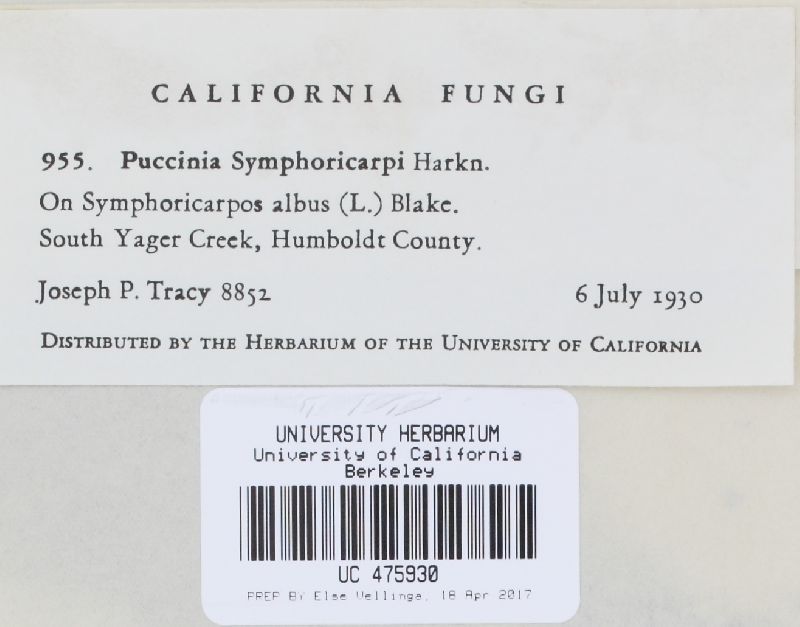 CALIFORNIA FUNGI
955. Puccinia Symphoricarpi Harkn.
On Symphoricarpos albus (L.) Blake.
South Yager Creek, Humboldt County.
Joseph P. Tracy 8852 6 July 1930
DISTRIBUTED BY THE HERBARIUM OF THE UNIVERSITY OF CALIFORNIA
UNIVERSITY HERBARIUM
University of California
Berkeley
UC 475930
PREP BY Else Vellinga, 18 Apr 2017